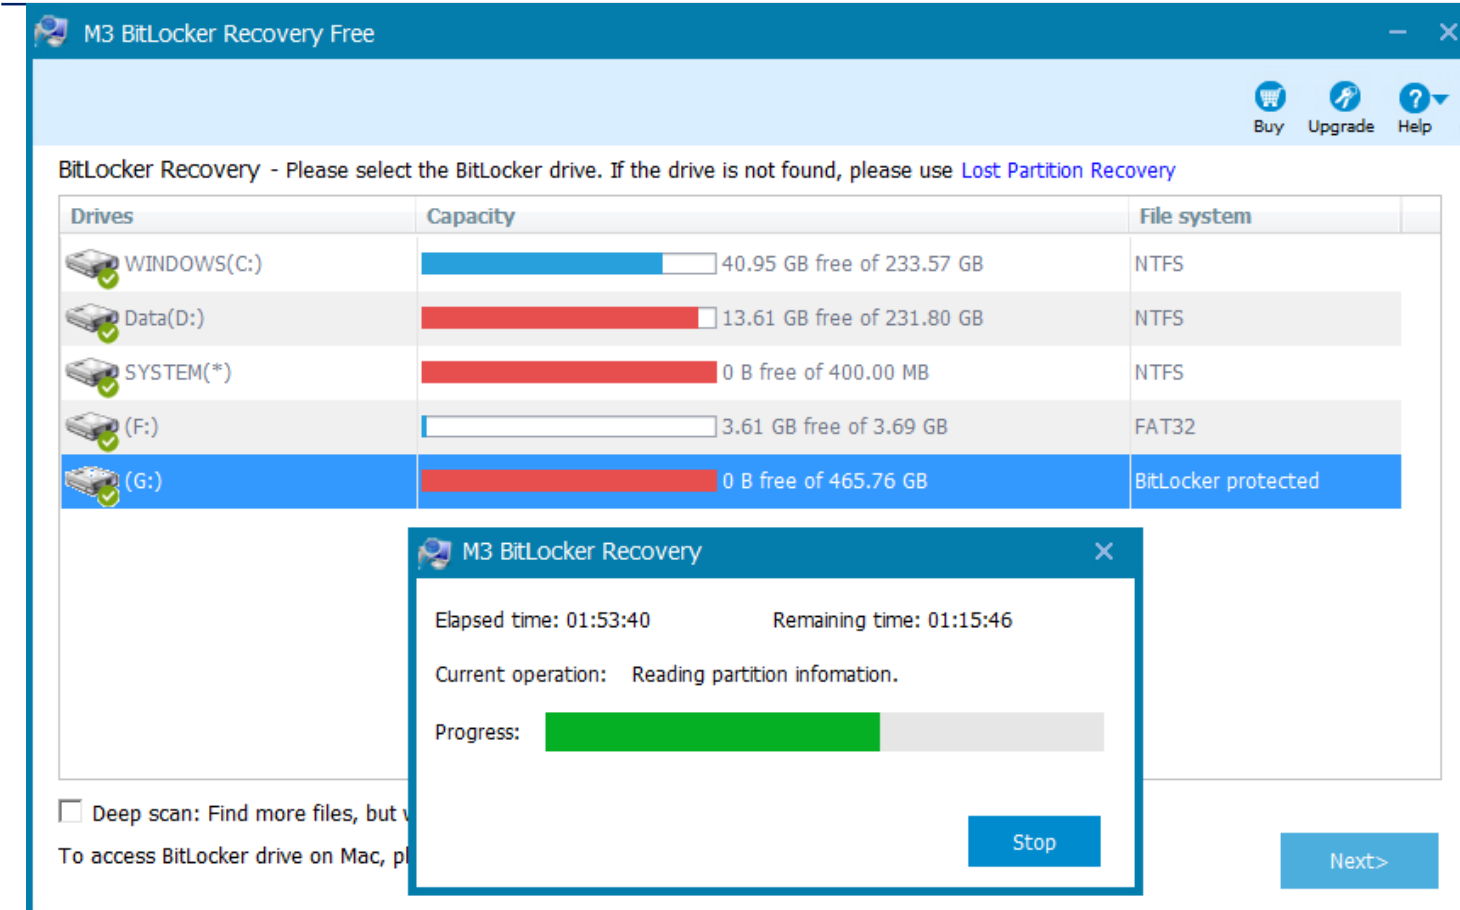 M3 BitLocker Recovery Free
Buy Upgrade Help
BitLocker Recovery - Please select the BitLocker drive. If the drive is not found, please use Lost Partition Recovery
Drives Capacity File system
WINDOWS(C:) 40.95 GB free of 233.57 GB NTFS
Data(D:) 13.61 GB free of 231.80 GB NTFS
SYSTEM(*) 0 B free of 400.00 MB NTFS
(F:) 3.61 GB free of 3.69 GB FAT32
(G:) 0 B free of 465.76 GB BitLocker protected
M3 BitLocker Recovery
Elapsed time: 01:53:40 Remaining time: 01:15:46
Current operation: Reading partition infomation.
Progress:
Stop
Deep scan: Find more files, but
To access BitLocker drive on Mac,
Next>